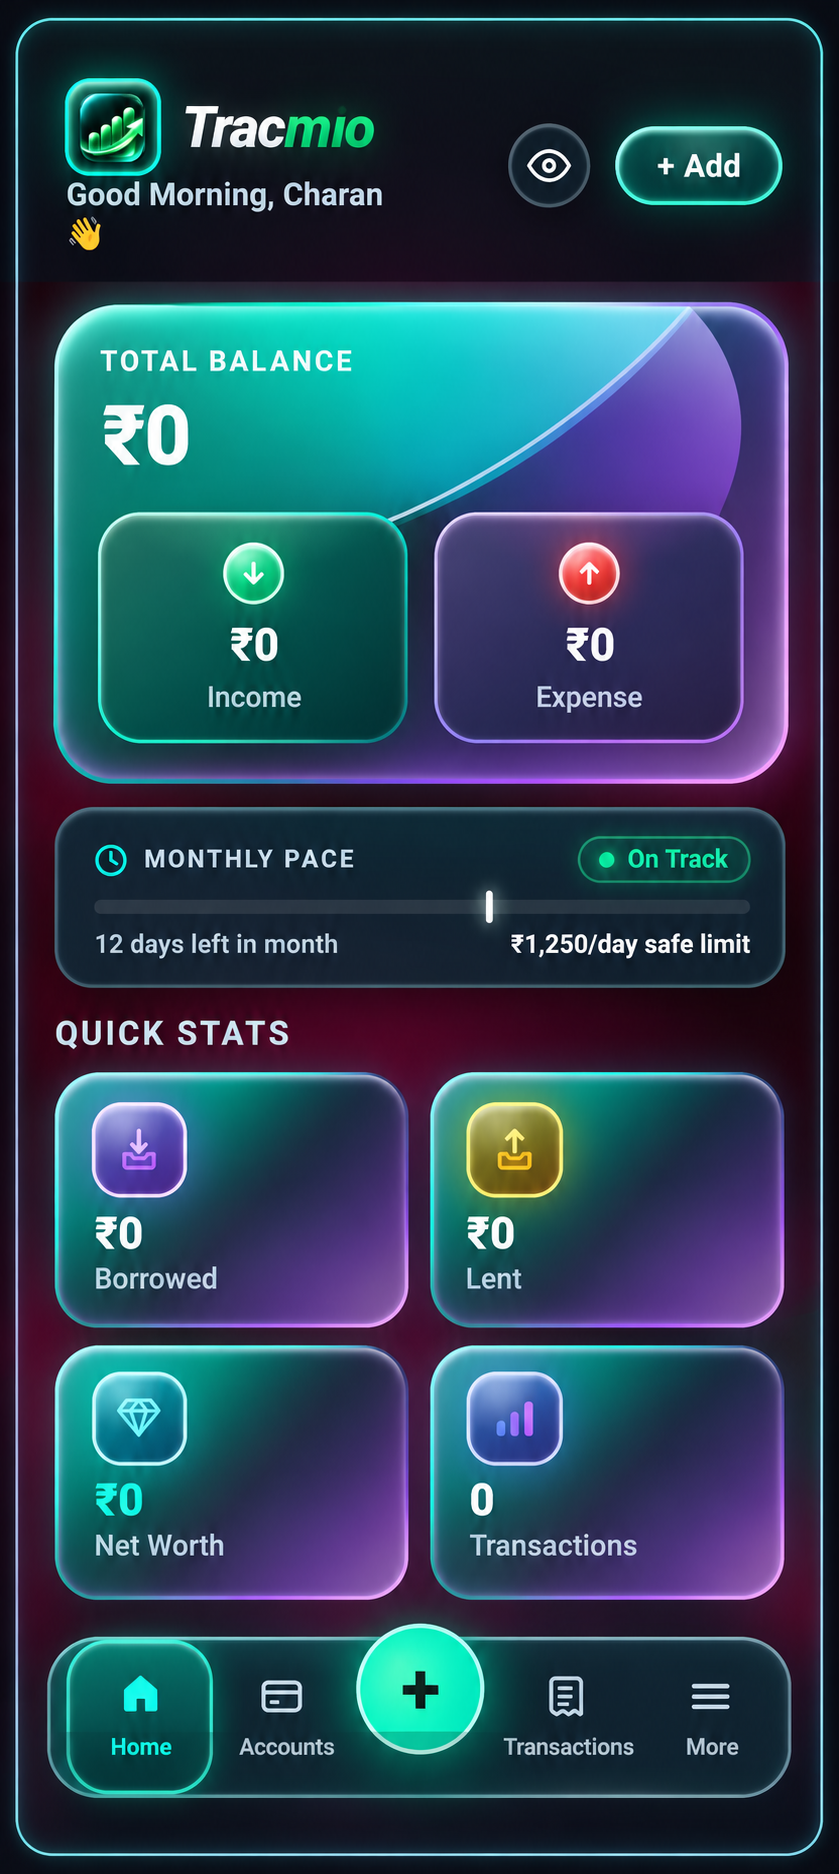 Tracmio
Good Morning, Charan
👋
+ Add
TOTAL BALANCE
₹0
₹0
Income
₹0
Expense
MONTHLY PACE
On Track
12 days left in month
₹1,250/day safe limit
QUICK STATS
₹0
Borrowed
₹0
Lent
₹0
Net Worth
0
Transactions
Home
Accounts
+
Transactions
More